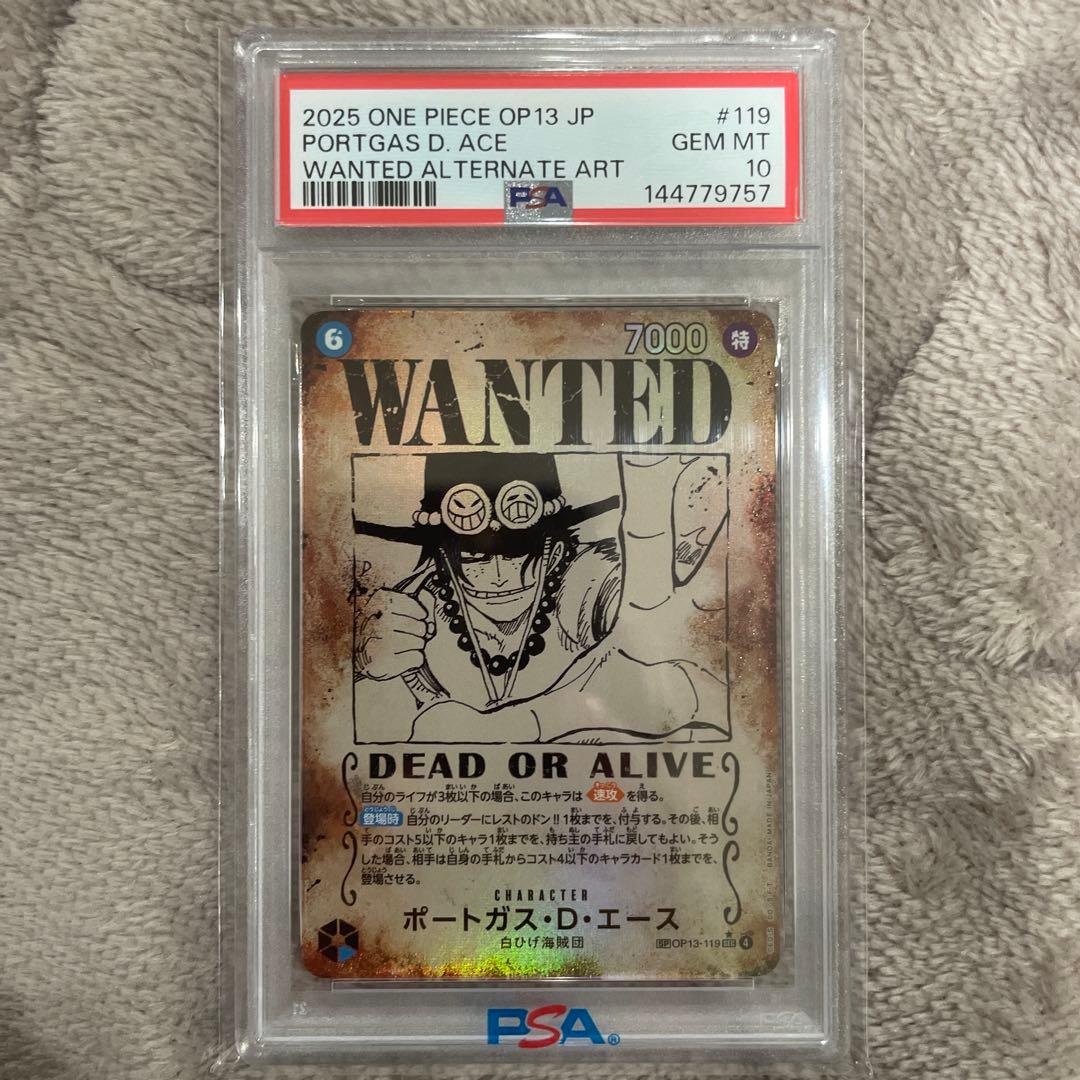 2025 ONE PIECE OP13 JP #119
PORTGAS D. ACE GEM MT
WANTED ALTERNATE ART 10
PSA 144779757
6 7000 特
WANTED
DEAD OR ALIVE
自分のライフが3枚以下の場合、このキャラは 速攻 を得る。
登場時 自分のリーダーにレストのドン!!1枚までを、付与する。その後、相
手のコスト5以下のキャラ1枚までを、持ち主の手札に戻してもよい。そう
した場合、相手は自身の手札からコスト4以下のキャラカード1枚までを、
登場させる。
CHARACTER
ポートガス・D・エース
白ひげ海賊団
SP OP13-119 SEC 4
BANDAI MADE IN JAPAN
PSA®